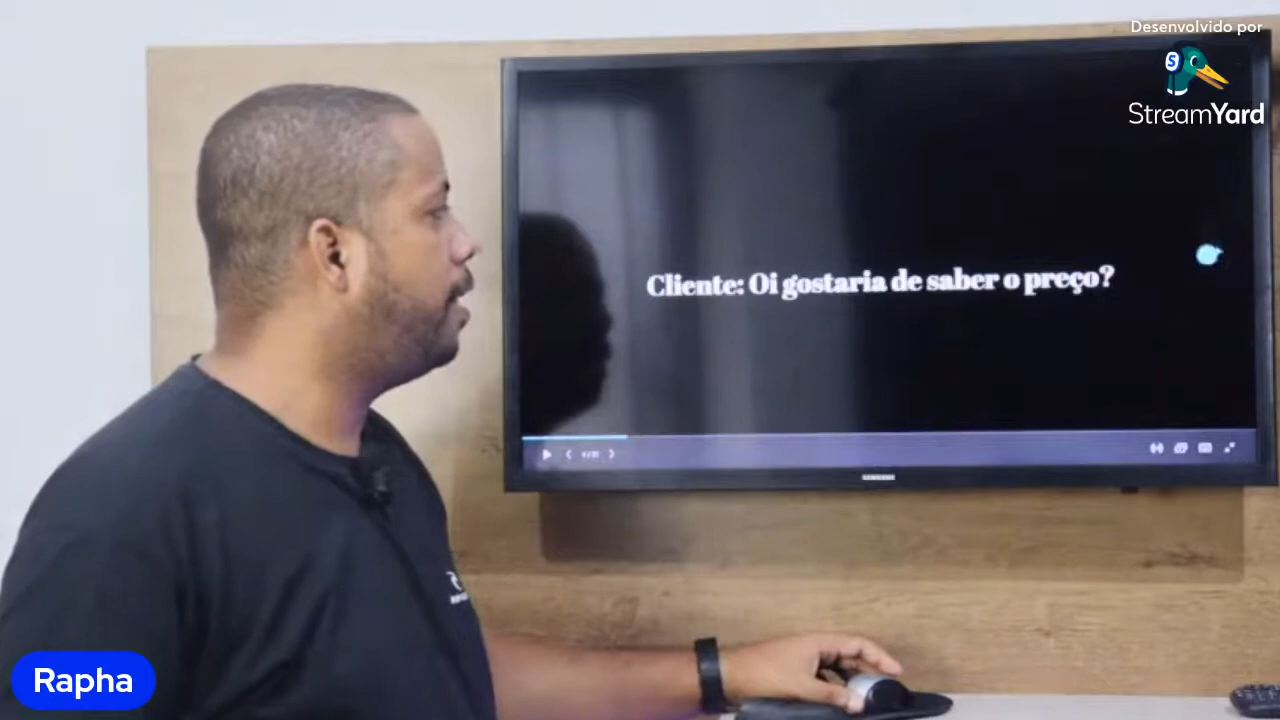 Desenvolvido por
StreamYard
Cliente: Oi gostaria de saber o preço?
Rapha